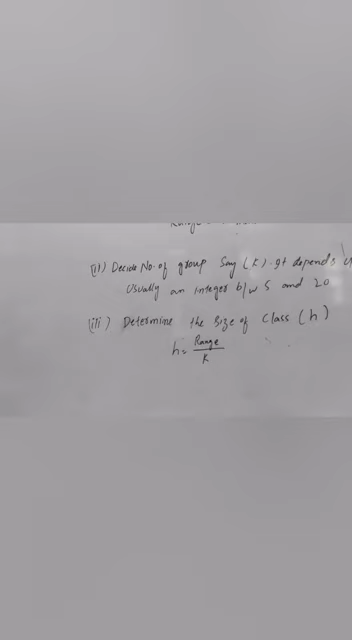 (ii) Decide No. of group Say (K). It depends
Usually an integer b/w 5 and 20
(iii) Determine the Size of Class (h)
h = Range / K